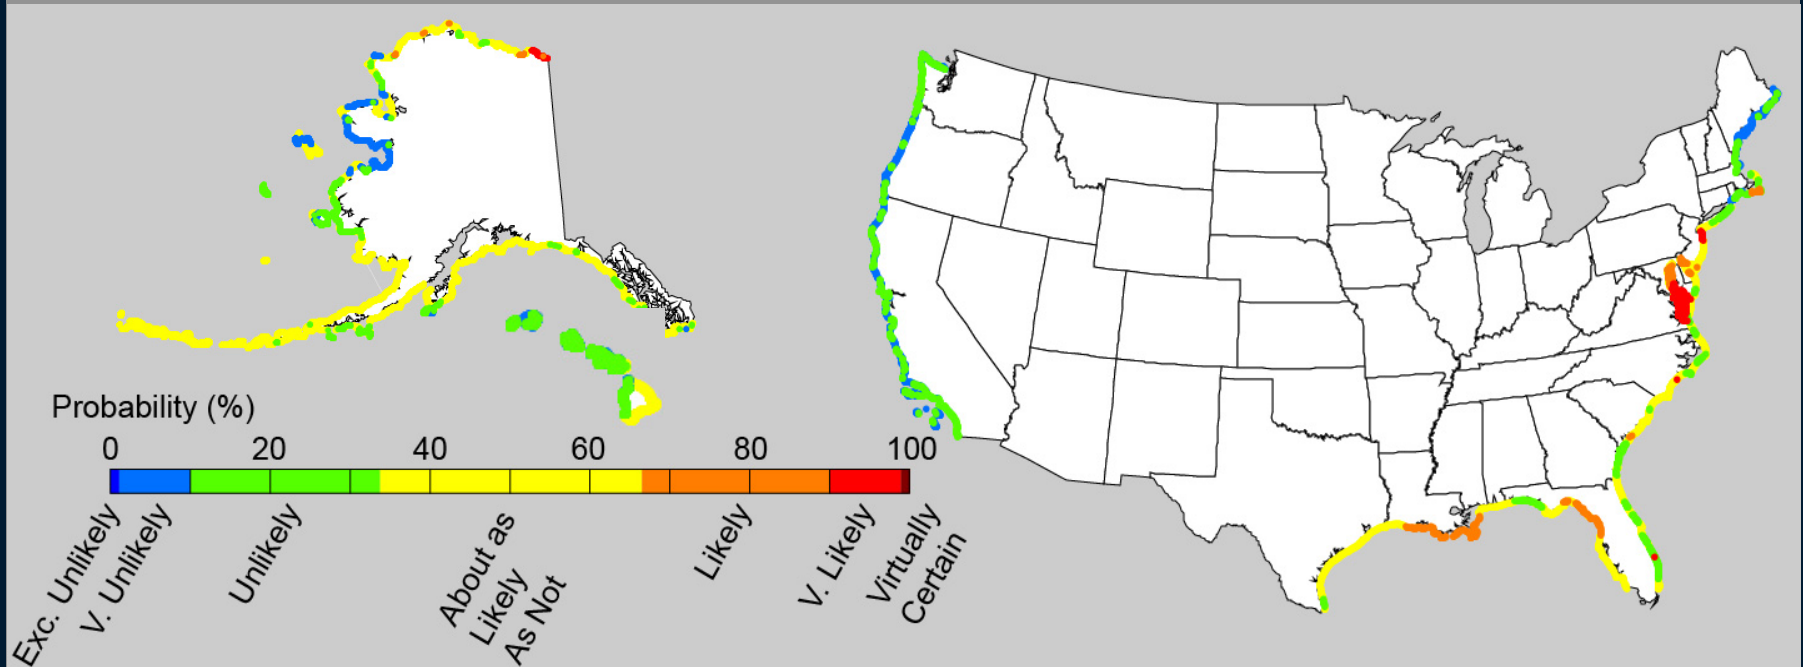 Probability (%)
0 20 40 60 80 100
Exc. Unlikely
V. Unlikely
Unlikely
About as
Likely
As Not
Likely
V. Likely
Virtually
Certain